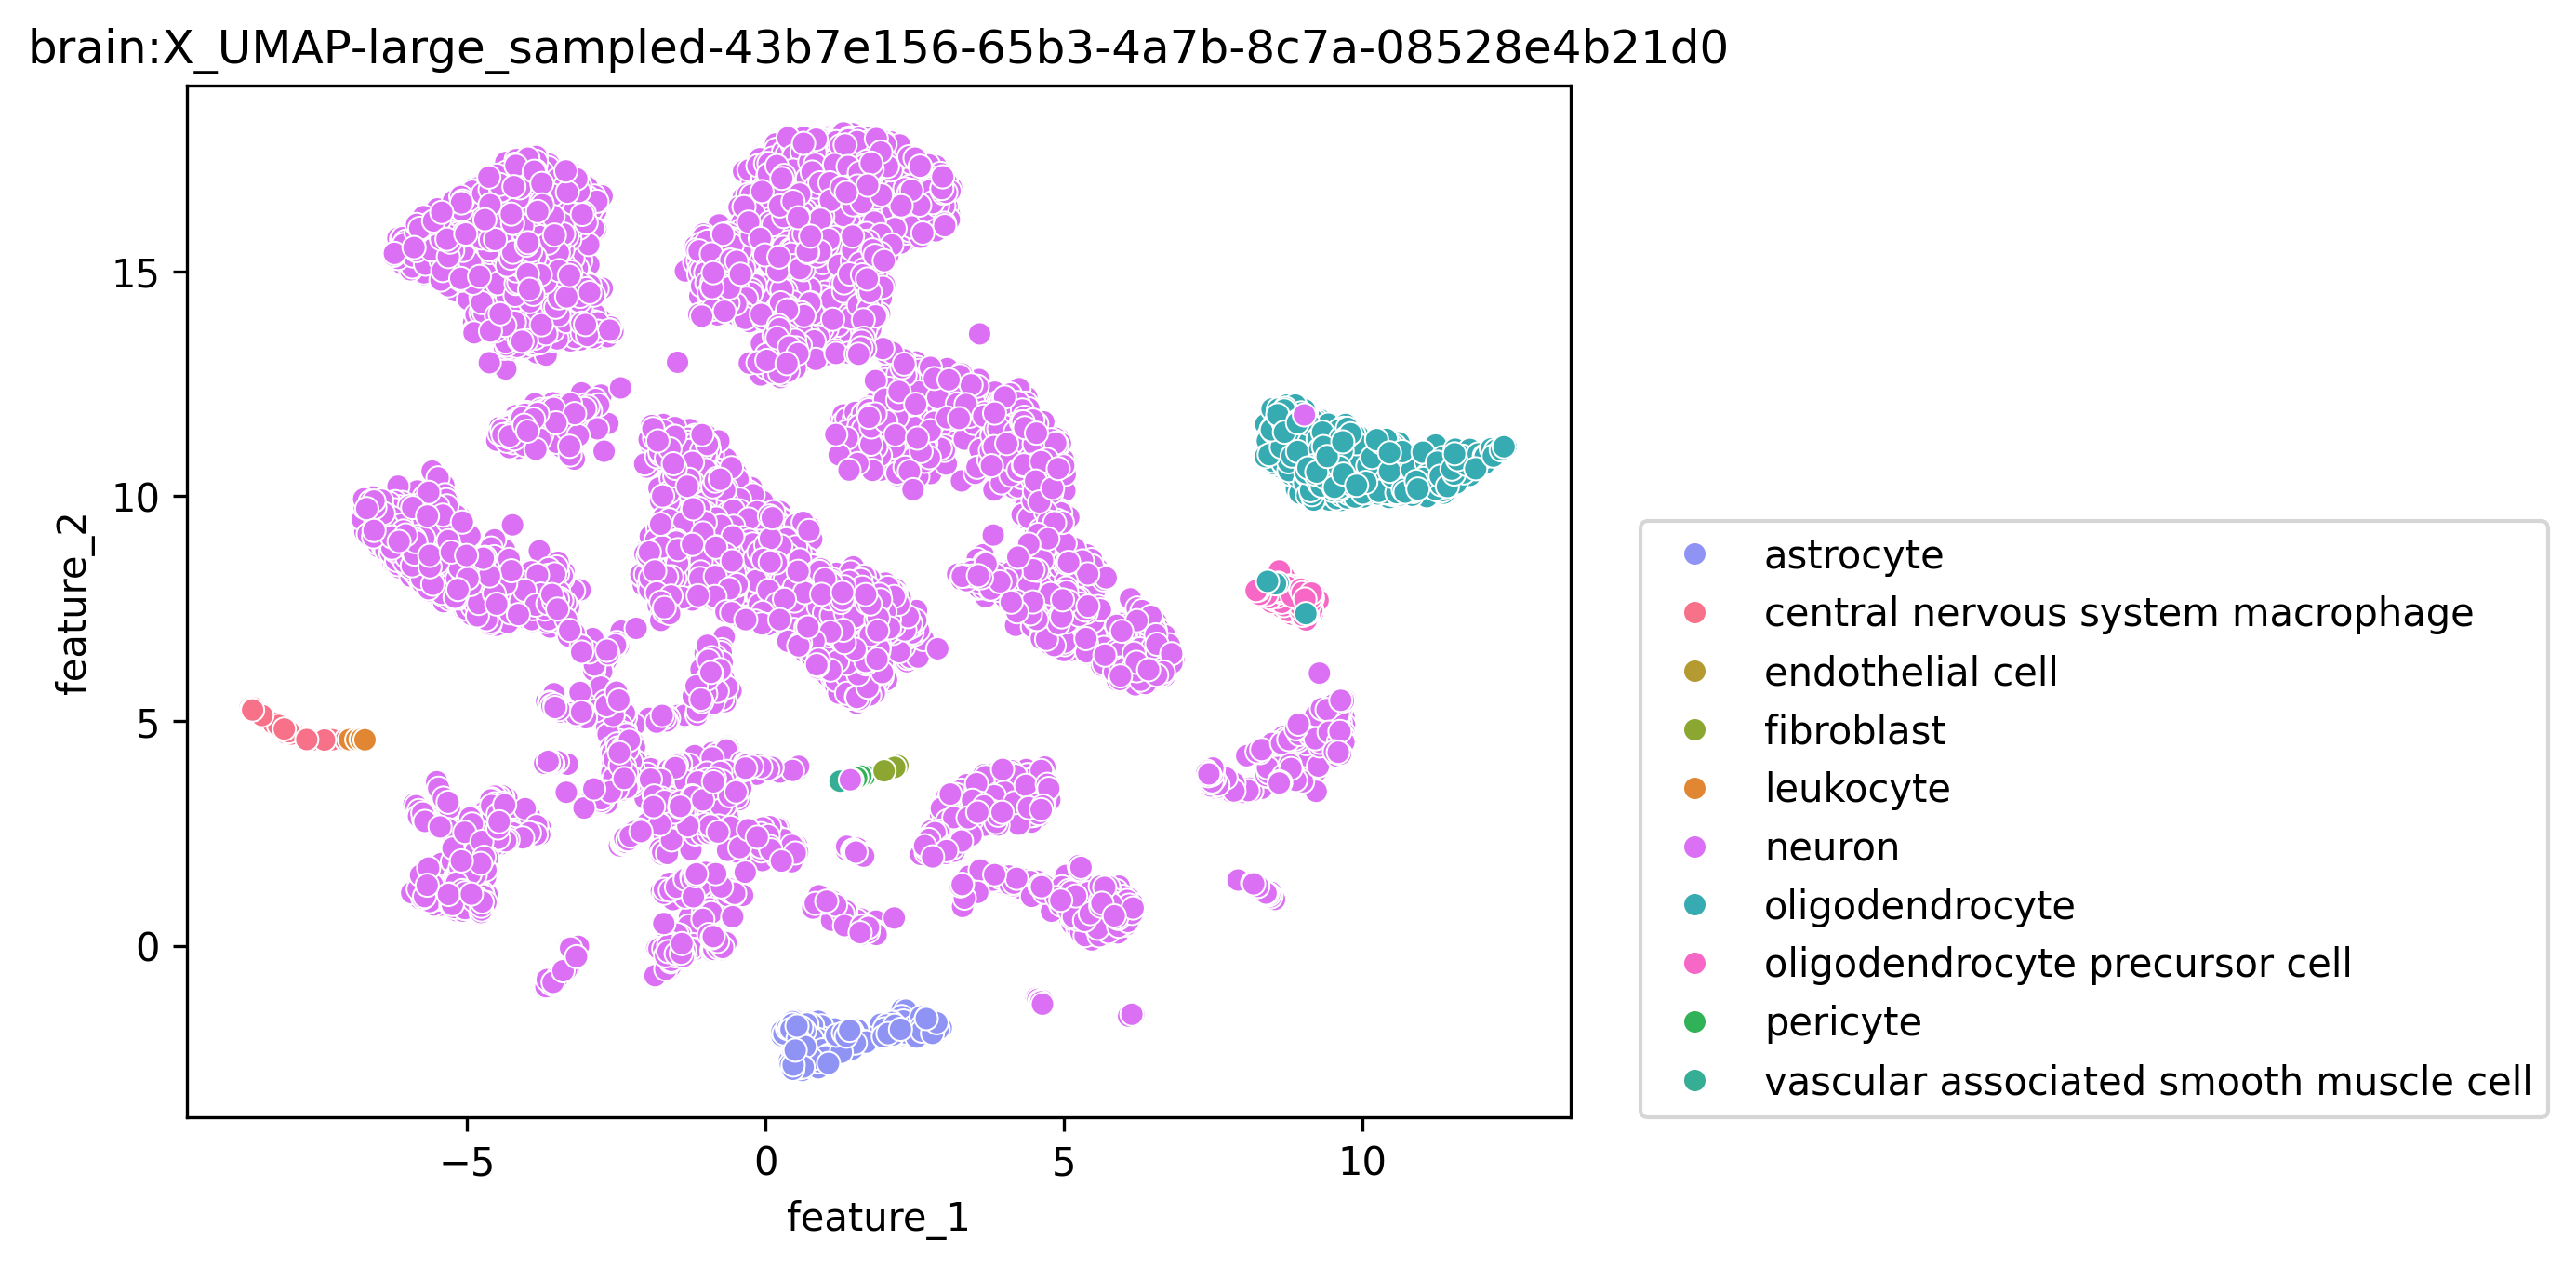 brain:X_UMAP-large_sampled-43b7e156-65b3-4a7b-8c7a-08528e4b21d0
15
10
5
0
feature_2
−5 0 5 10
feature_1
astrocyte
central nervous system macrophage
endothelial cell
fibroblast
leukocyte
neuron
oligodendrocyte
oligodendrocyte precursor cell
pericyte
vascular associated smooth muscle cell